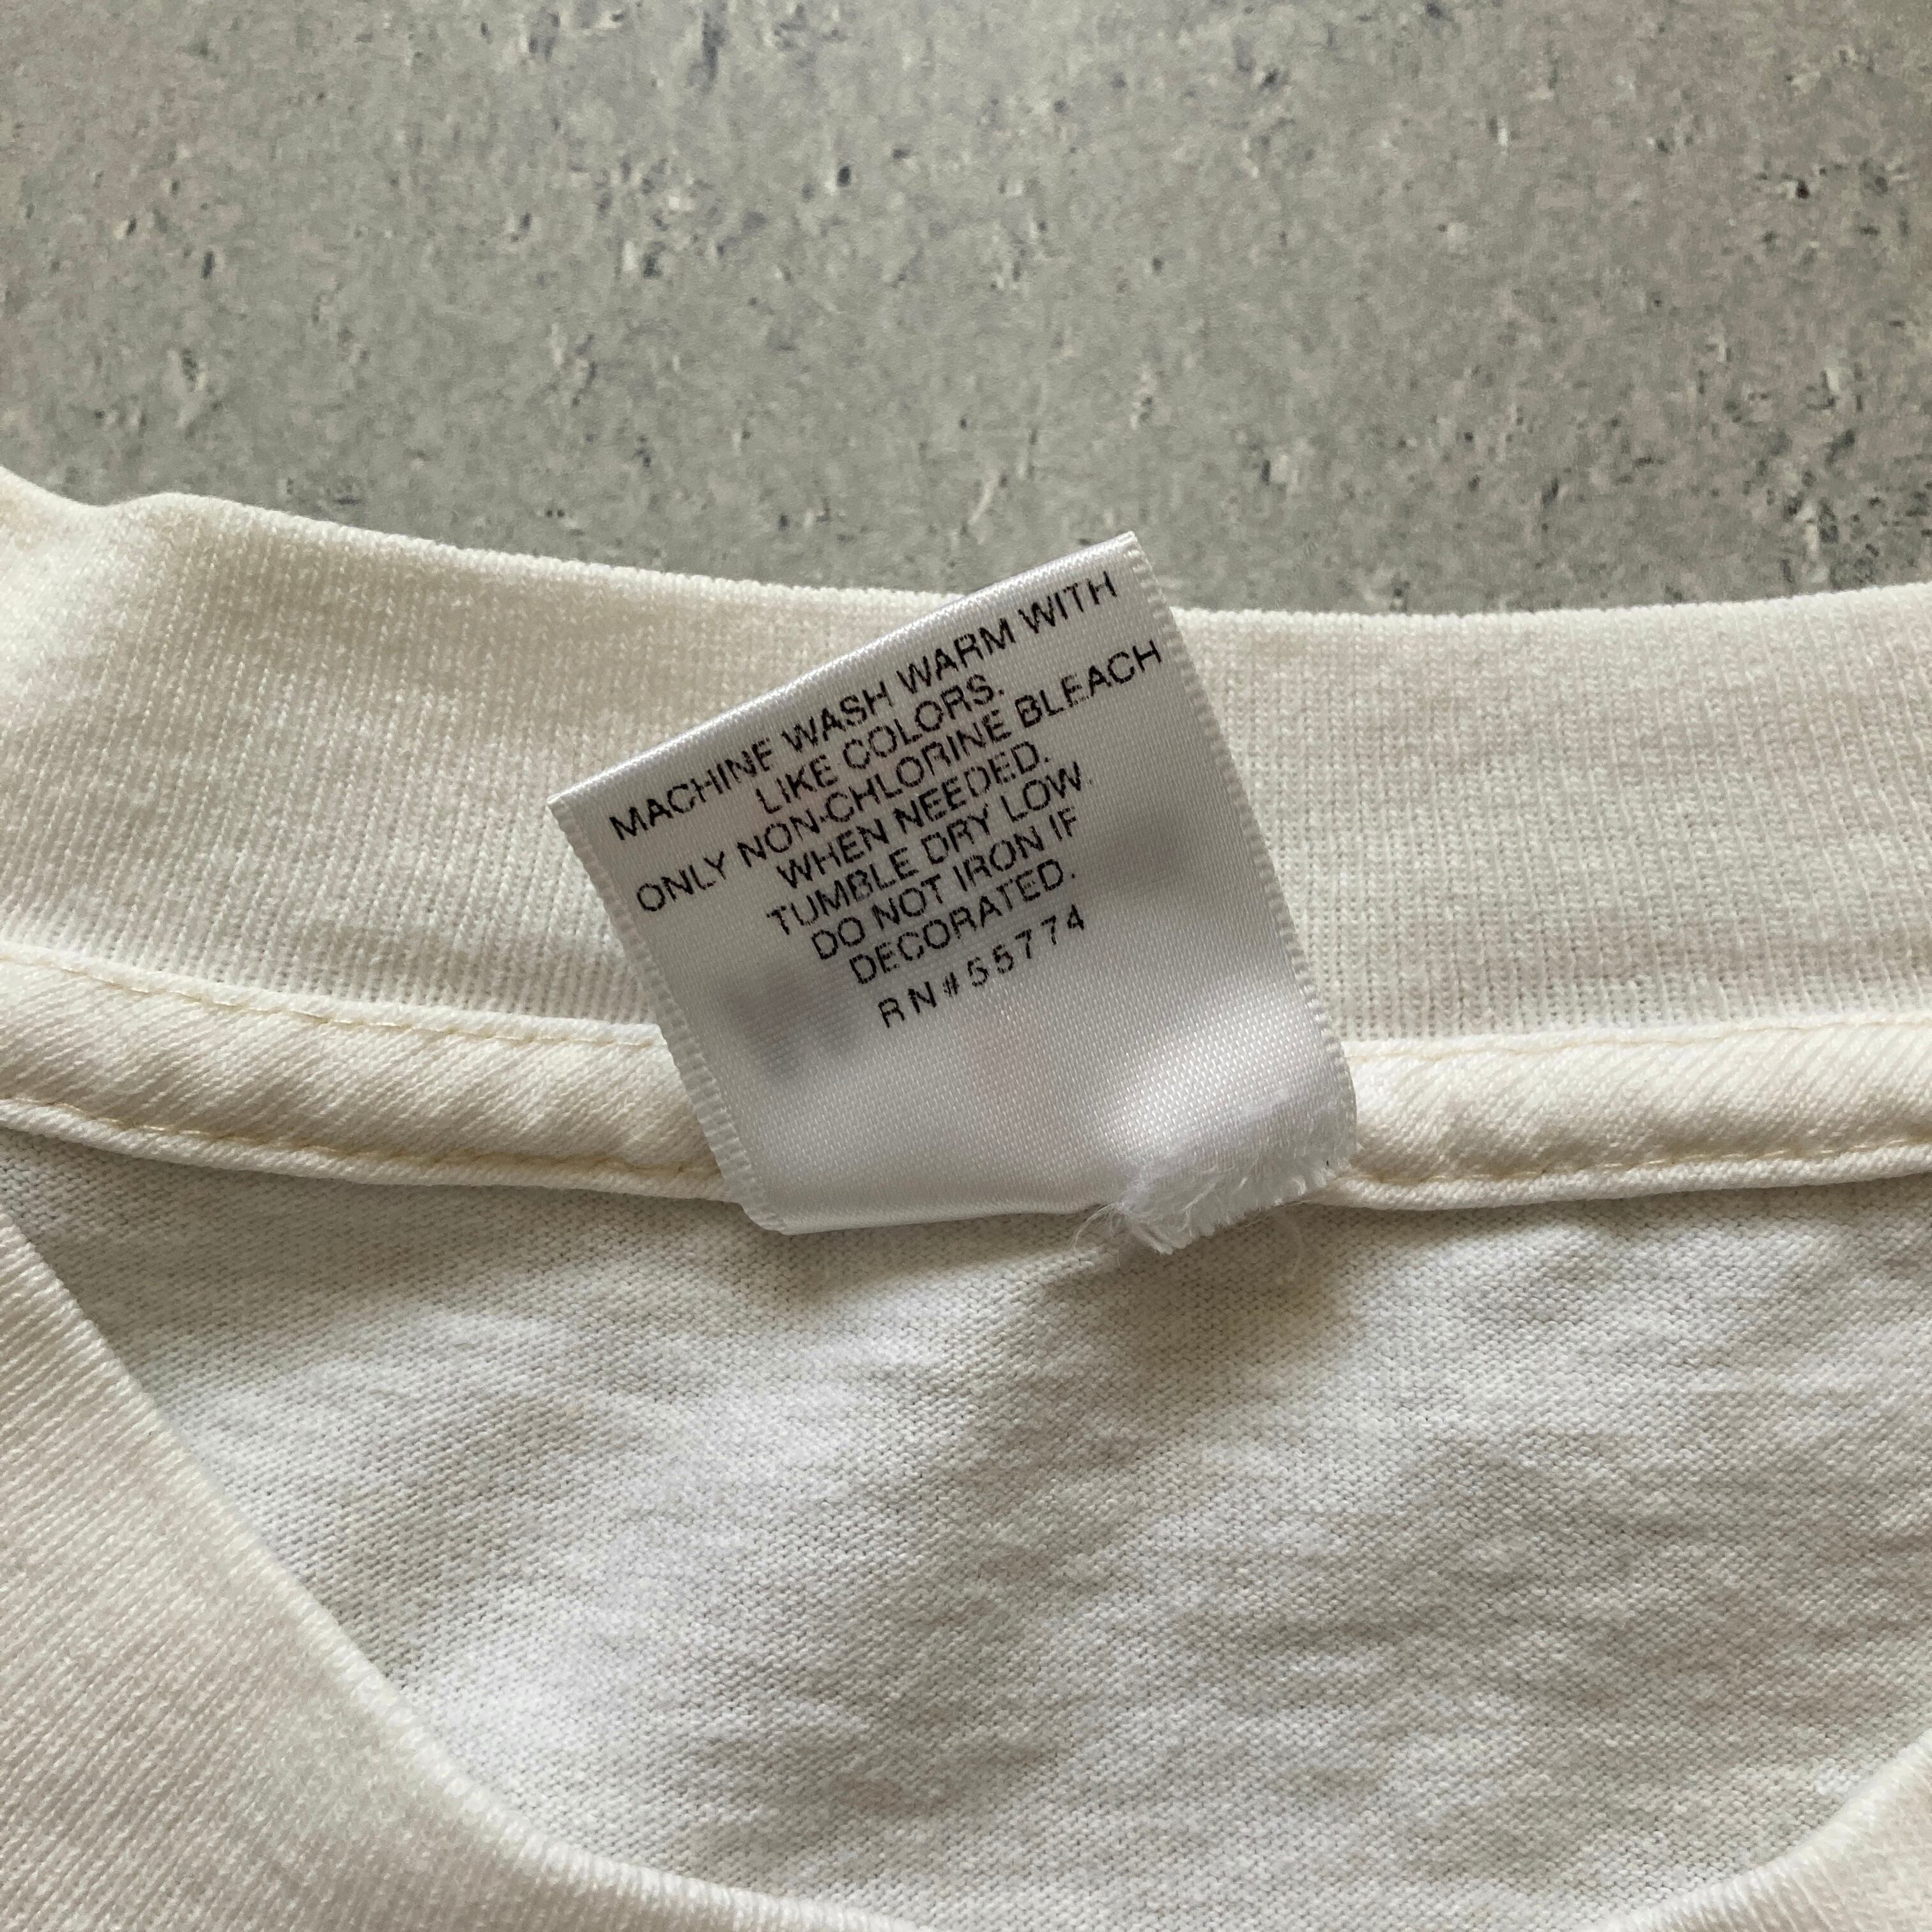 MACHINE WASH WARM WITH
LIKE COLORS.
ONLY NON-CHLORINE BLEACH
WHEN NEEDED.
TUMBLE DRY LOW.
DO NOT IRON IF
DECORATED.
RN#55774